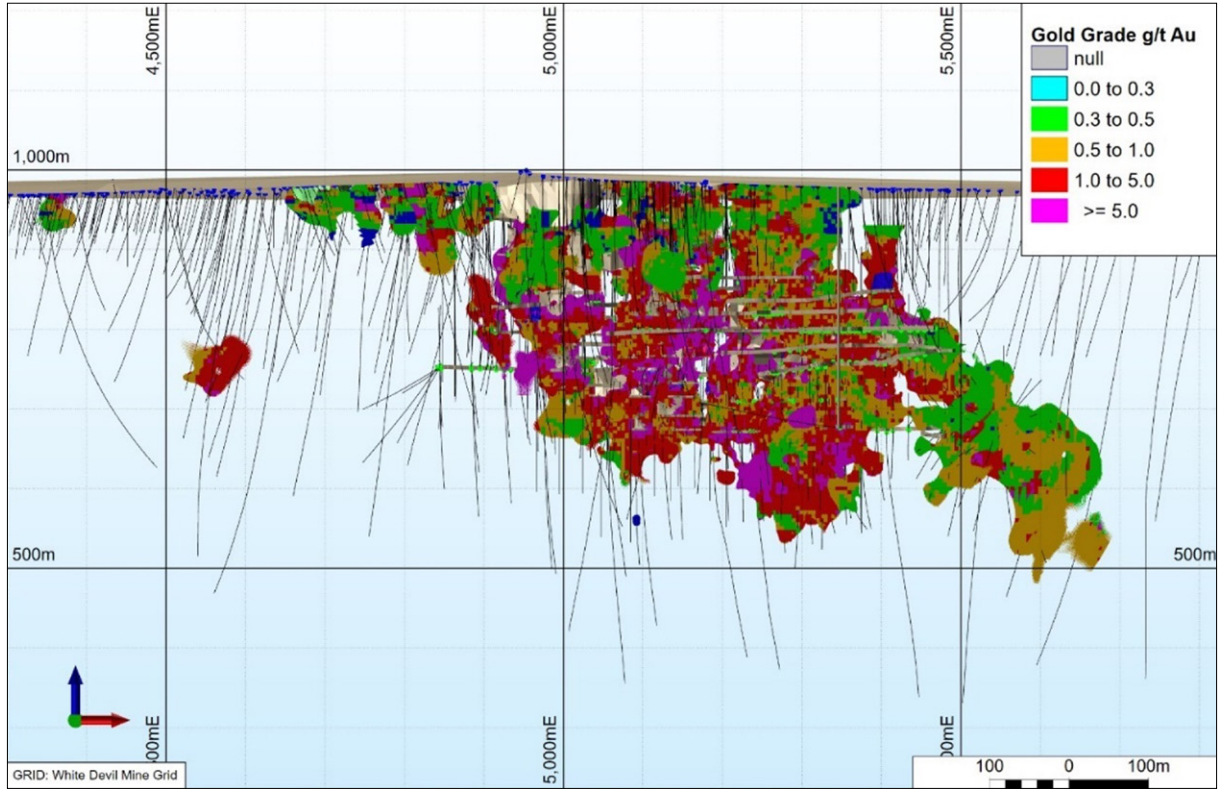 4,500mE
5,000mE
5,500mE
Gold Grade g/t Au
null
0.0 to 0.3
0.3 to 0.5
0.5 to 1.0
1.0 to 5.0
>= 5.0
1,000m
500m
500m
00mE
5,000mE
00mE
GRID: White Devil Mine Grid
100 0 100m